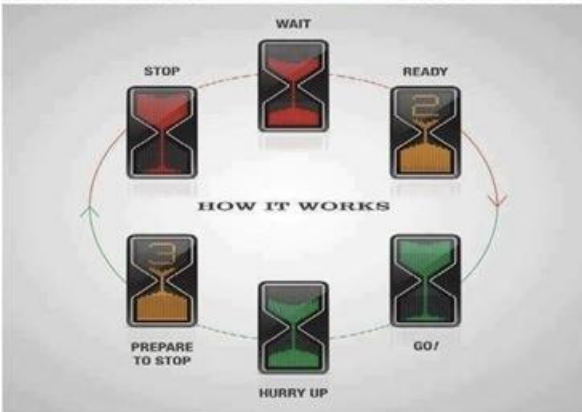 WAIT
STOP
READY
2
HOW IT WORKS
3
PREPARE
TO STOP
GO!
HURRY UP